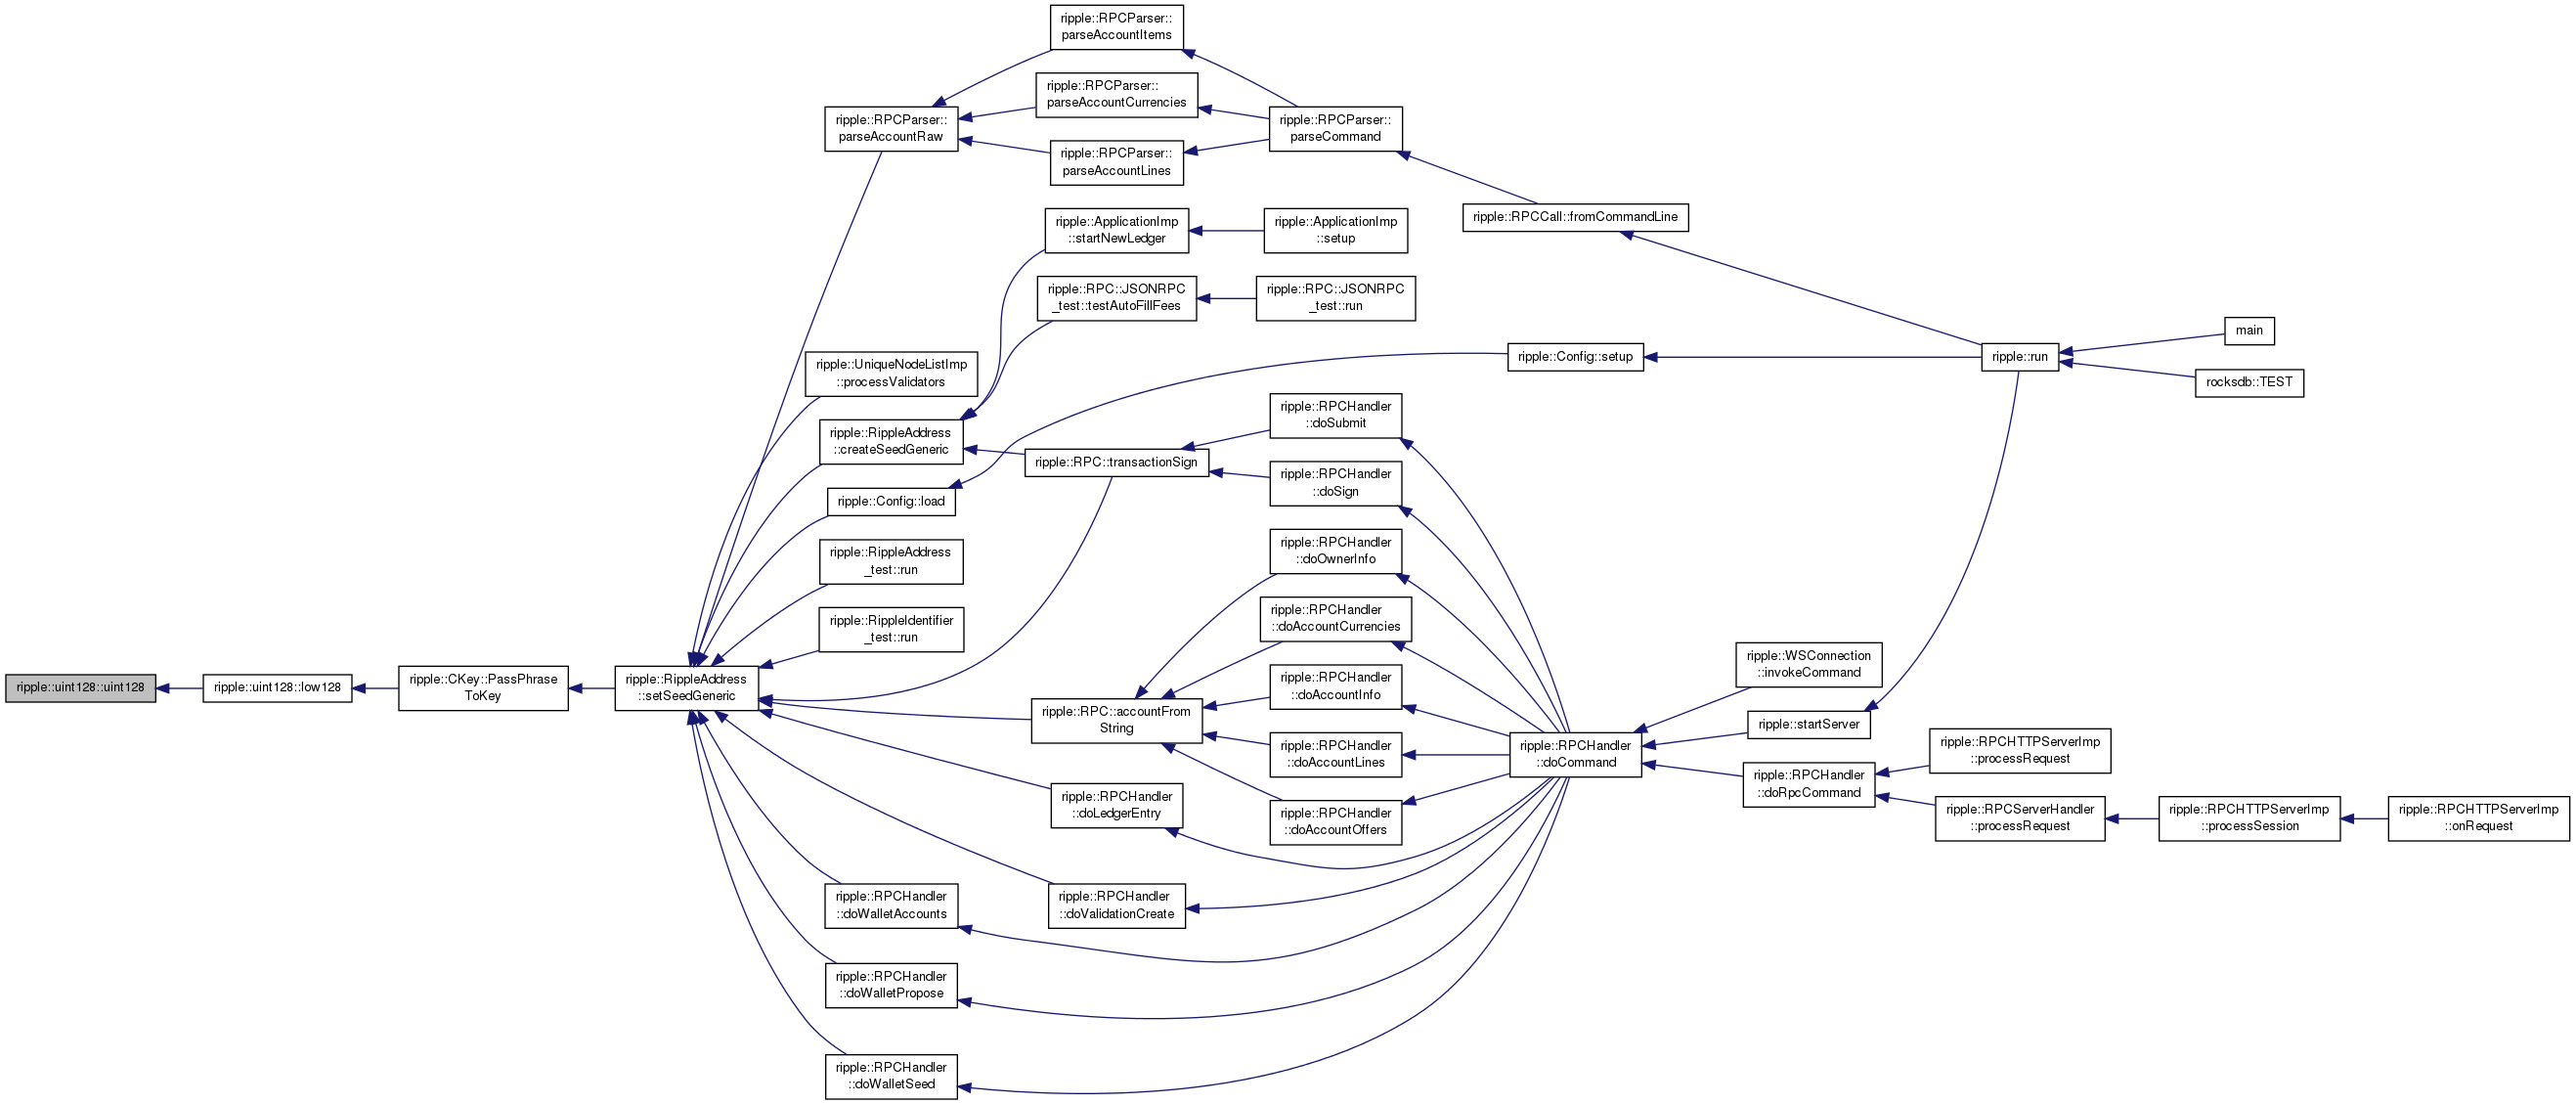 ripple::RPCParser::
parseAccountItems
ripple::RPCParser::
parseAccountCurrencies
ripple::RPCParser::
parseAccountRaw
ripple::RPCParser::
parseCommand
ripple::RPCParser::
parseAccountLines
ripple::RPCCall::fromCommandLine
ripple::ApplicationImp
::startNewLedger
ripple::ApplicationImp
::setup
ripple::RPC::JSONRPC
_test::testAutoFillFees
ripple::RPC::JSONRPC
_test::run
main
ripple::Config::setup
ripple::run
rocksdb::TEST
ripple::UniqueNodeListImp
::processValidators
ripple::RippleAddress
::createSeedGeneric
ripple::RPCHandler
::doSubmit
ripple::RPC::transactionSign
ripple::RPCHandler
::doSign
ripple::Config::load
ripple::RippleAddress
_test::run
ripple::RPCHandler
::doOwnerInfo
ripple::RippleIdentifier
_test::run
ripple::RPCHandler
::doAccountCurrencies
ripple::uint128::uint128
ripple::uint128::low128
ripple::CKey::PassPhrase
ToKey
ripple::RippleAddress
::setSeedGeneric
ripple::RPCHandler
::doAccountInfo
ripple::WSConnection
::invokeCommand
ripple::RPC::accountFrom
String
ripple::startServer
ripple::RPCHandler
::doAccountLines
ripple::RPCHandler
::doCommand
ripple::RPCHTTPServerImp
::processRequest
ripple::RPCHandler
::doRpcCommand
ripple::RPCHandler
::doLedgerEntry
ripple::RPCHandler
::doAccountOffers
ripple::RPCServerHandler
::processRequest
ripple::RPCHTTPServerImp
::processSession
ripple::RPCHTTPServerImp
::onRequest
ripple::RPCHandler
::doWalletAccounts
ripple::RPCHandler
::doValidationCreate
ripple::RPCHandler
::doWalletPropose
ripple::RPCHandler
::doWalletSeed